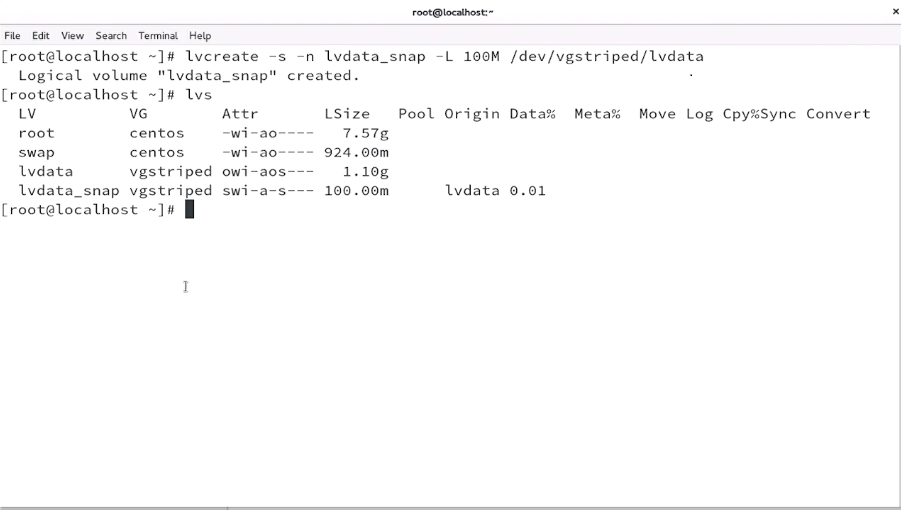 root@localhost:~
×
File Edit View Search Terminal Help
[root@localhost ~]# lvcreate -s -n lvdata_snap -L 100M /dev/vgstriped/lvdata
  Logical volume "lvdata_snap" created.
[root@localhost ~]# lvs
  LV          VG        Attr       LSize   Pool Origin Data%  Meta%  Move Log Cpy%Sync Convert
  root        centos    -wi-ao----   7.57g
  swap        centos    -wi-ao---- 924.00m
  lvdata      vgstriped owi-aos---   1.10g
  lvdata_snap vgstriped swi-a-s--- 100.00m      lvdata 0.01
[root@localhost ~]#